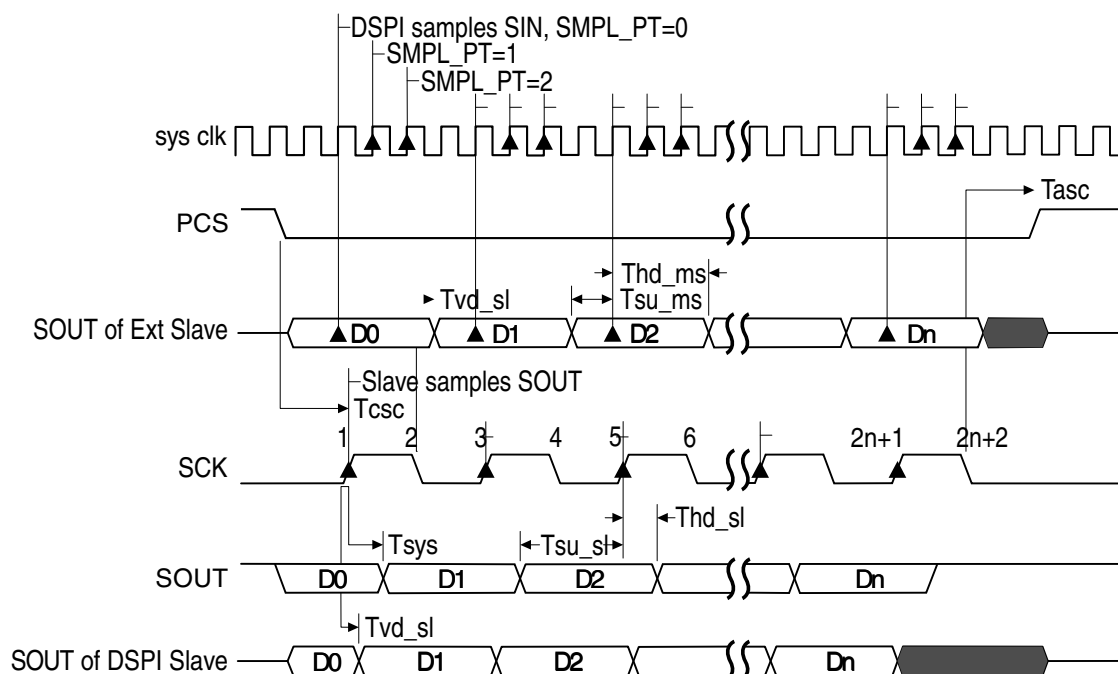 DSPI samples SIN, SMPL_PT=0
SMPL_PT=1
SMPL_PT=2
sys clk
Tasc
PCS
Thd_ms
Tvd_sl
Tsu_ms
SOUT of Ext Slave
D0 D1 D2 Dn
Slave samples SOUT
Tcsc
1 2 3 4 5 6 2n+1 2n+2
SCK
Thd_sl
Tsys
Tsu_sl
SOUT
D0 D1 D2 Dn
Tvd_sl
SOUT of DSPI Slave
D0 D1 D2 Dn